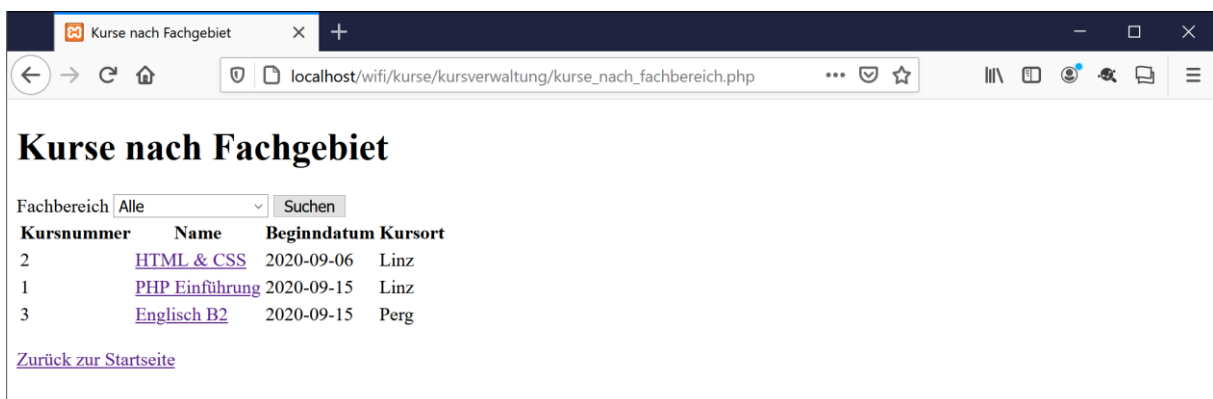 Kurse nach Fachgebiet
localhost/wifi/kurse/kursverwaltung/kurse_nach_fachbereich.php
Kurse nach Fachgebiet
Fachbereich Alle Suchen
Kursnummer Name Beginndatum Kursort
2 HTML & CSS 2020-09-06 Linz
1 PHP Einführung 2020-09-15 Linz
3 Englisch B2 2020-09-15 Perg
Zurück zur Startseite